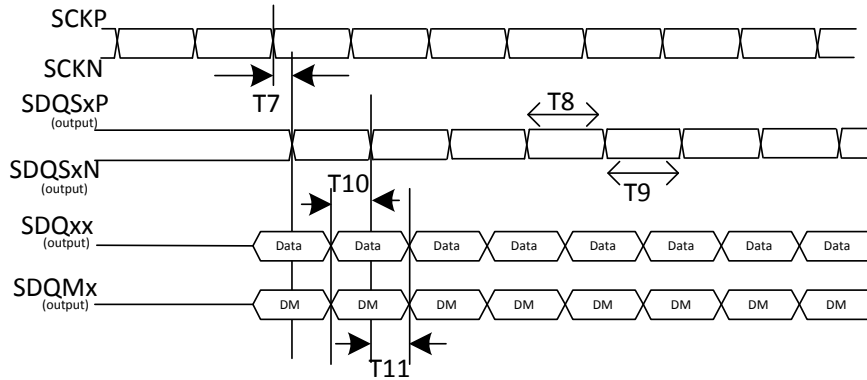 SCKP
SCKN
T7
SDQSxP
(output)
T8
SDQSxN
(output)
T10
T9
SDQxx
(output)
Data Data Data Data Data Data Data Data
SDQMx
(output)
DM DM DM DM DM DM DM DM
T11